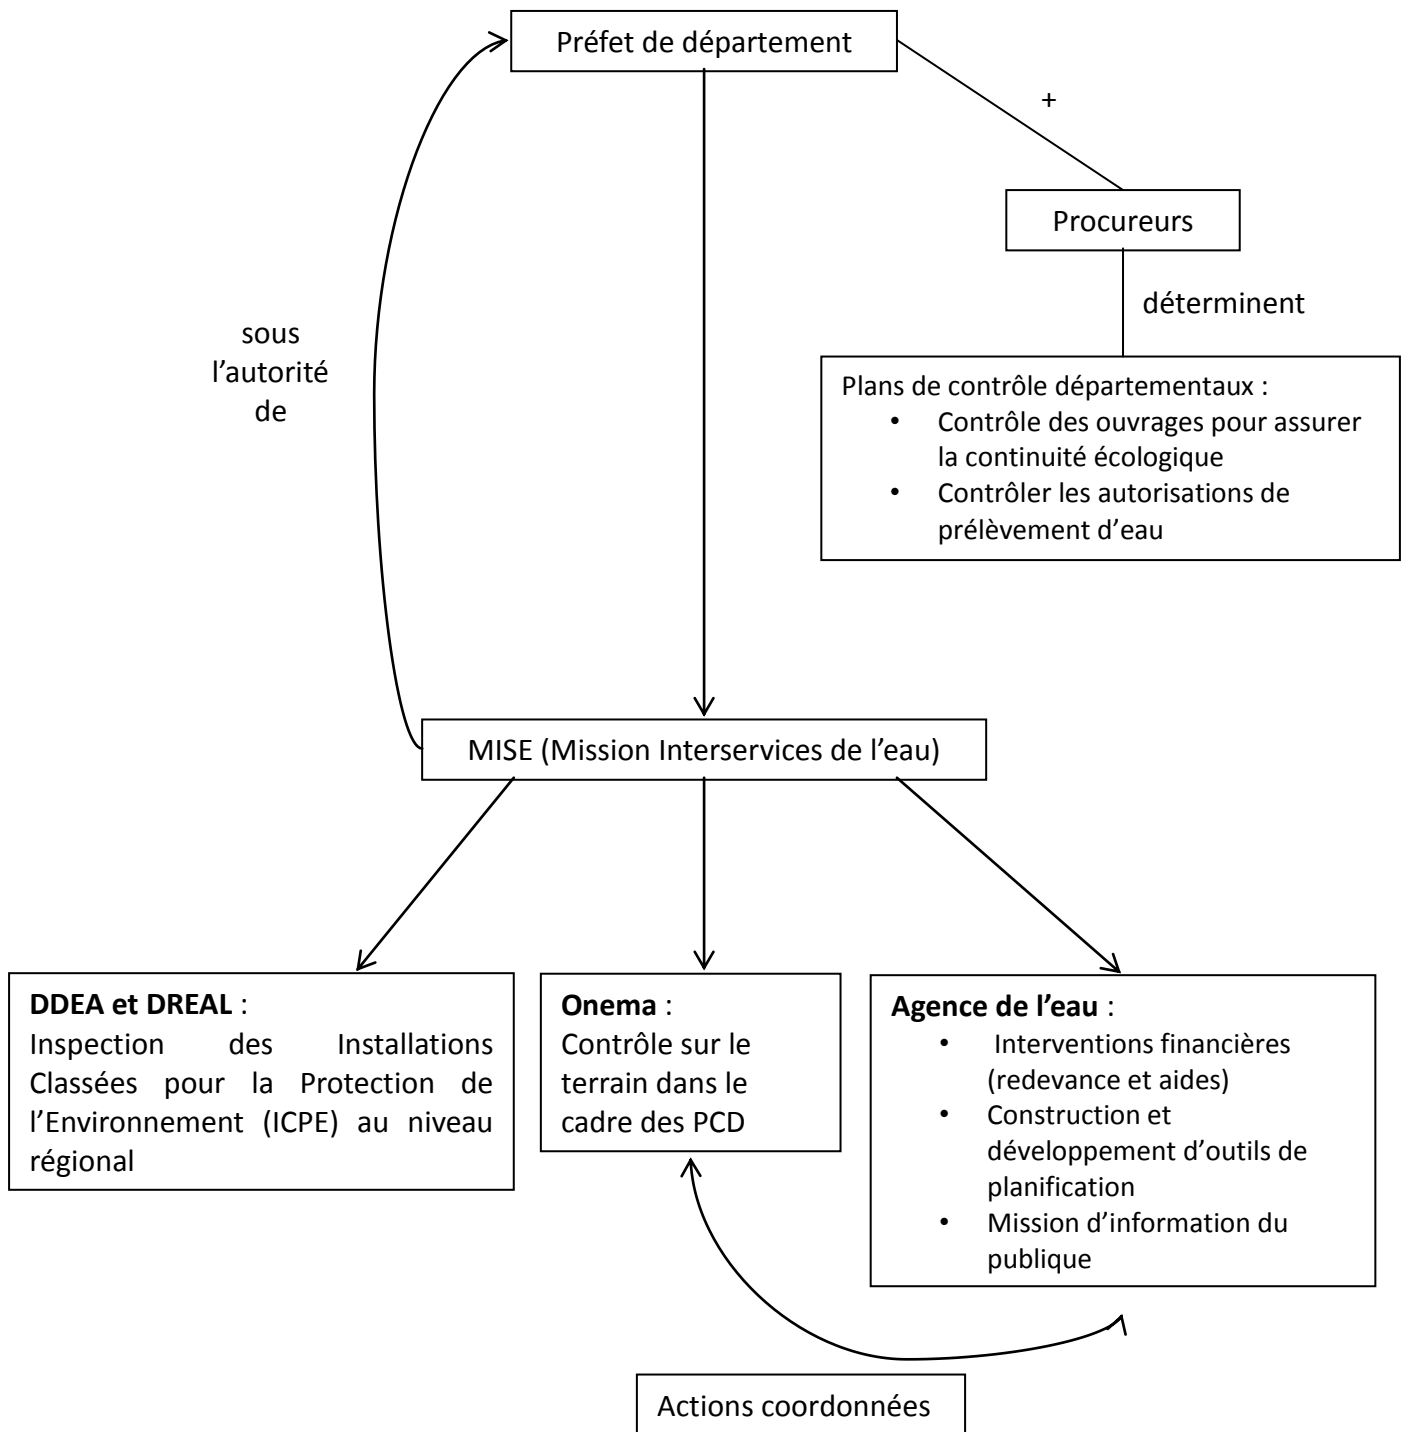 Préfet de département
+
Procureurs
déterminent
sous
l’autorité
de
Plans de contrôle départementaux :
• Contrôle des ouvrages pour assurer
la continuité écologique
• Contrôler les autorisations de
prélèvement d’eau
MISE (Mission Interservices de l’eau)
DDEA et DREAL :
Inspection des Installations
Classées pour la Protection de
l’Environnement (ICPE) au niveau
régional
Onema :
Contrôle sur le
terrain dans le
cadre des PCD
Agence de l’eau :
• Interventions financières
(redevance et aides)
• Construction et
développement d’outils de
planification
• Mission d’information du
publique
Actions coordonnées